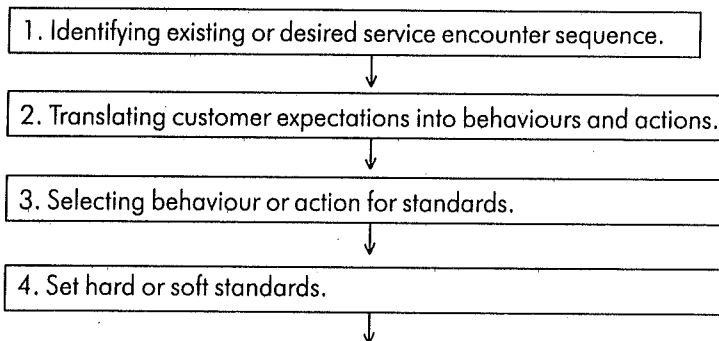 1. Identifying existing or desired service encounter sequence.
2. Translating customer expectations into behaviours and actions.
3. Selecting behaviour or action for standards.
4. Set hard or soft standards.